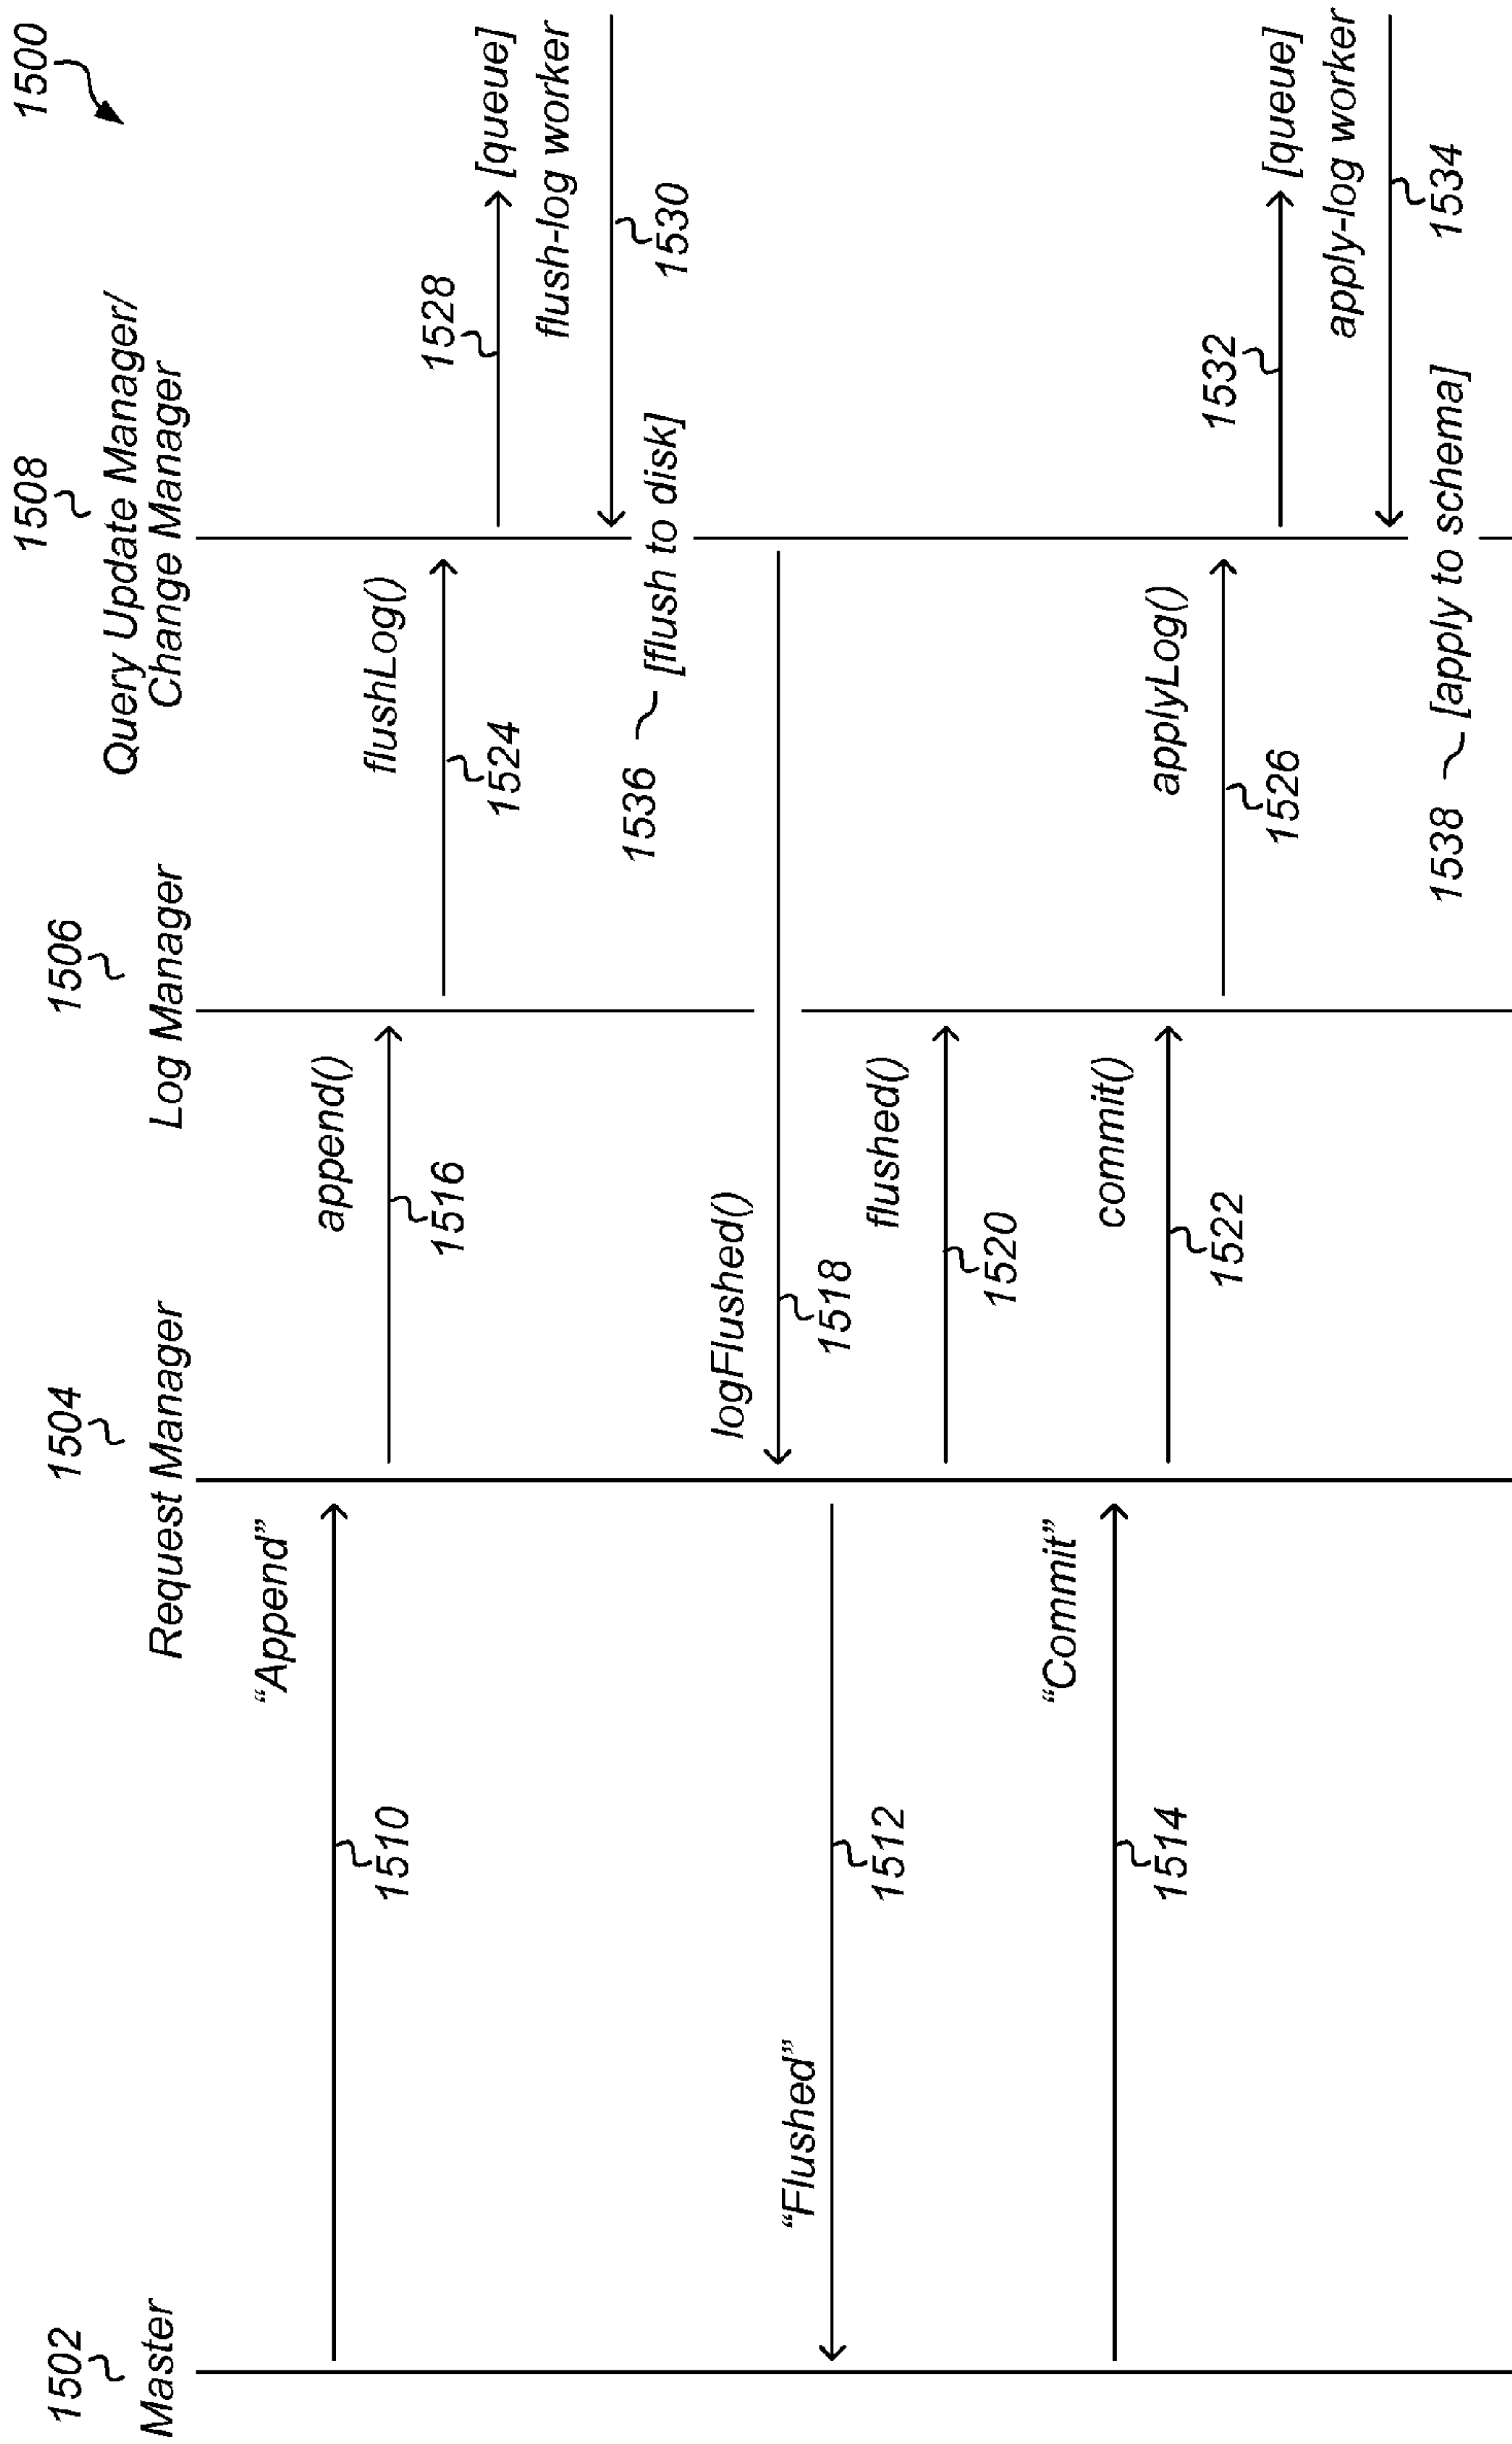 1500
1502
Master
1504
Request Manager
1506
Log Manager
1508
Query Update Manager/
Change Manager
“Append”
1510
append()
1516
flushLog()
1524
1528
[queue]
flush-log worker
1530
1536
[flush to disk]
logFlushed()
1518
“Flushed”
1512
flushed()
1520
“Commit”
1514
commit()
1522
applyLog()
1526
1532
[queue]
apply-log worker
1534
1538
[apply to schema]